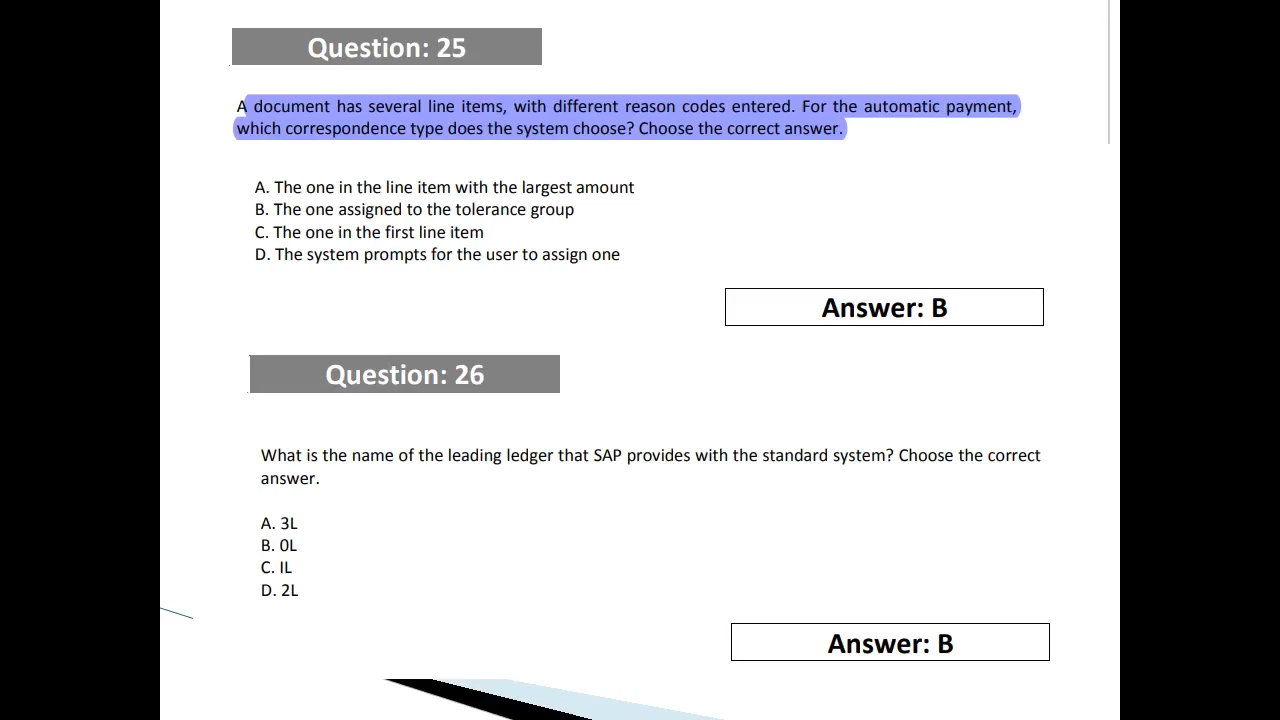 Question: 25
A document has several line items, with different reason codes entered. For the automatic payment,
which correspondence type does the system choose? Choose the correct answer.
A. The one in the line item with the largest amount
B. The one assigned to the tolerance group
C. The one in the first line item
D. The system prompts for the user to assign one
Answer: B
Question: 26
What is the name of the leading ledger that SAP provides with the standard system? Choose the correct
answer.
A. 3L
B. 0L
C. IL
D. 2L
Answer: B